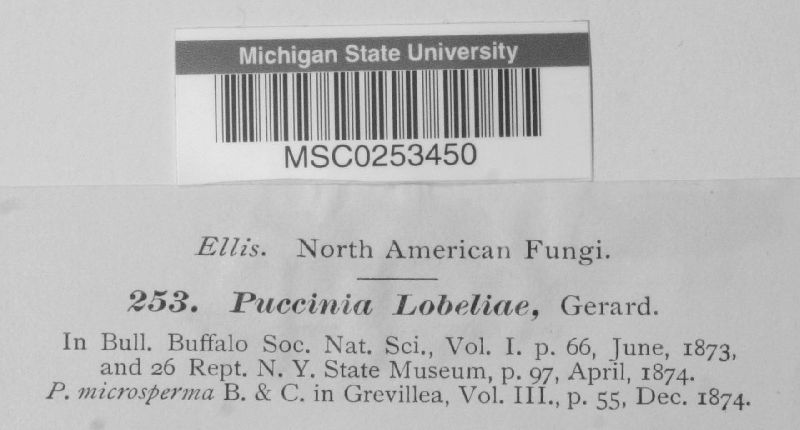 Michigan State University
MSC0253450
Ellis. North American Fungi.
253. Puccinia Lobeliae, Gerard.
In Bull. Buffalo Soc. Nat. Sci., Vol. I. p. 66, June, 1873,
and 26 Rept. N. Y. State Museum, p. 97, April, 1874.
P. microsperma B. & C. in Grevillea, Vol. III., p. 55, Dec. 1874.